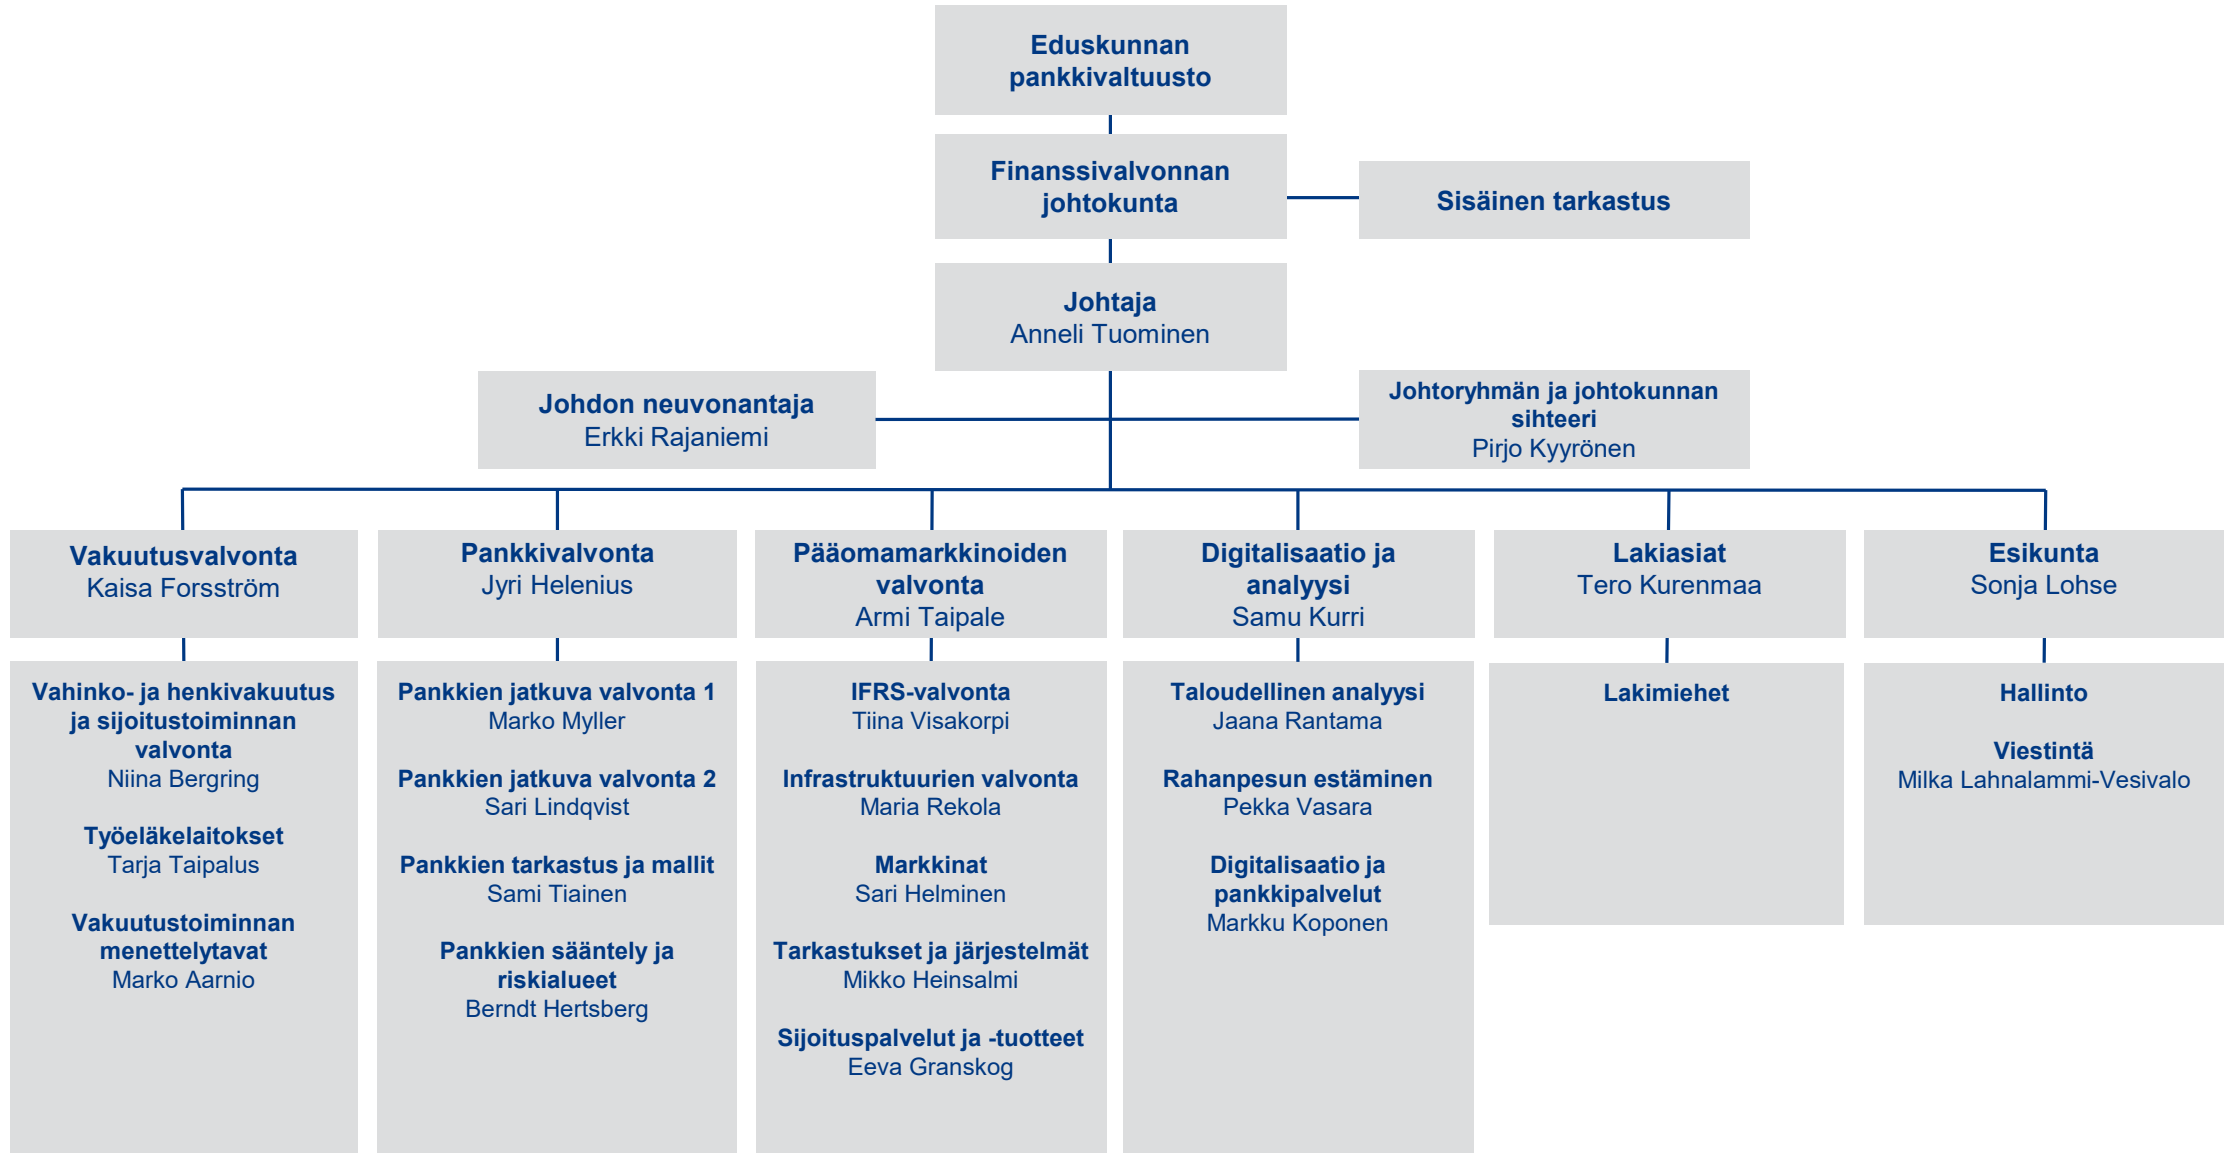 Eduskunnan
pankkivaltuusto
Finanssivalvonnan
johtokunta
Sisäinen tarkastus
Johtaja
Anneli Tuominen
Johdon neuvonantaja
Erkki Rajaniemi
Johtoryhmän ja johtokunnan
sihteeri
Pirjo Kyyrönen
Vakuutusvalvonta
Kaisa Forsström
Pankkivalvonta
Jyri Helenius
Pääomamarkkinoiden
valvonta
Armi Taipale
Digitalisaatio ja
analyysi
Samu Kurri
Lakiasiat
Tero Kurenmaa
Esikunta
Sonja Lohse
Vahinko- ja henkivakuutus
ja sijoitustoiminnan
valvonta
Niina Bergring
Työeläkelaitokset
Tarja Taipalus
Vakuutustoiminnan
menettelytavat
Marko Aarnio
Pankkien jatkuva valvonta 1
Marko Myller
Pankkien jatkuva valvonta 2
Sari Lindqvist
Pankkien tarkastus ja mallit
Sami Tiainen
Pankkien sääntely ja
riskialueet
Berndt Hertsberg
IFRS-valvonta
Tiina Visakorpi
Infrastruktuurien valvonta
Maria Rekola
Markkinat
Sari Helminen
Tarkastukset ja järjestelmät
Mikko Heinsalmi
Sijoituspalvelut ja -tuotteet
Eeva Granskog
Taloudellinen analyysi
Jaana Rantama
Rahanpesun estäminen
Pekka Vasara
Digitalisaatio ja
pankkipalvelut
Markku Koponen
Lakimiehet
Hallinto
Viestintä
Milka Lahnalammi-Vesivalo